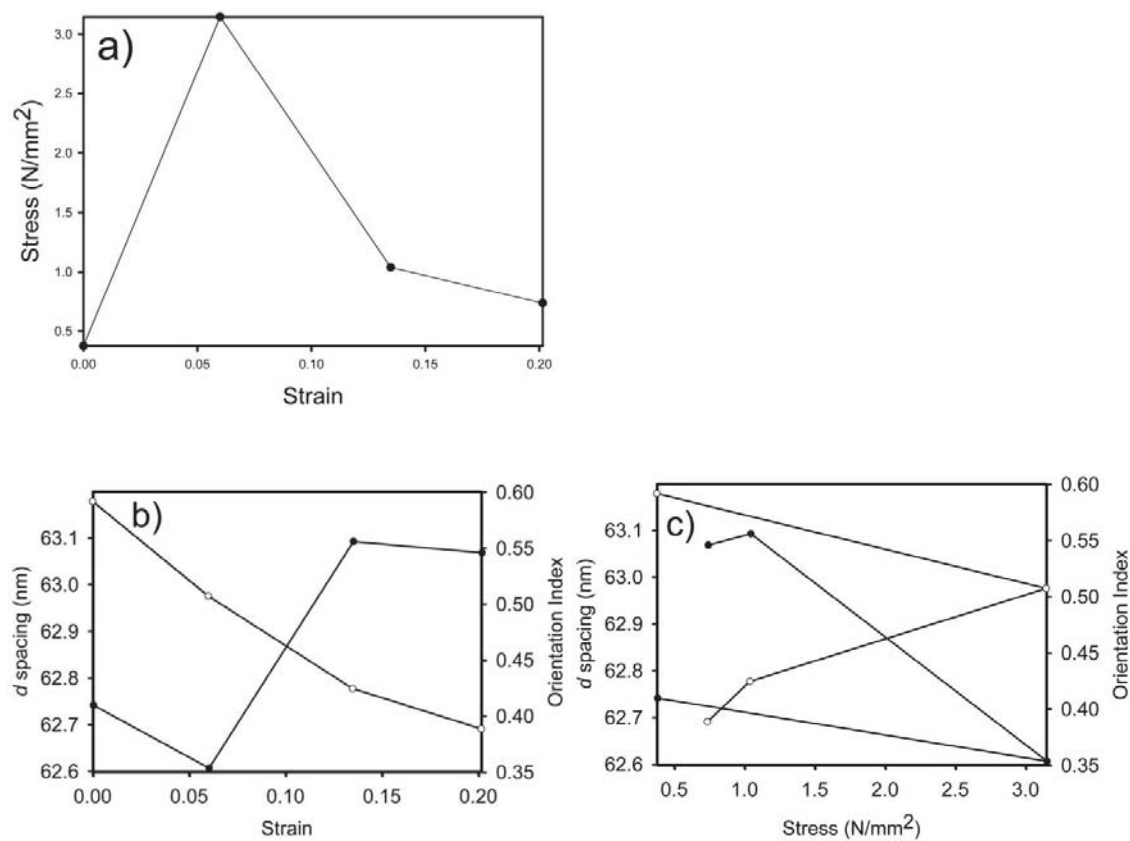 a)
Stress (N/mm²)
3.0
2.5
2.0
1.5
1.0
0.5
0.00 0.05 0.10 0.15 0.20
Strain
b)
d spacing (nm)
63.1
63.0
62.9
62.8
62.7
62.6
0.60
0.55
0.50
0.45
0.40
0.35
Orientation Index
0.00 0.05 0.10 0.15 0.20
Strain
c)
d spacing (nm)
63.1
63.0
62.9
62.8
62.7
62.6
0.60
0.55
0.50
0.45
0.40
0.35
Orientation Index
0.5 1.0 1.5 2.0 2.5 3.0
Stress (N/mm²)